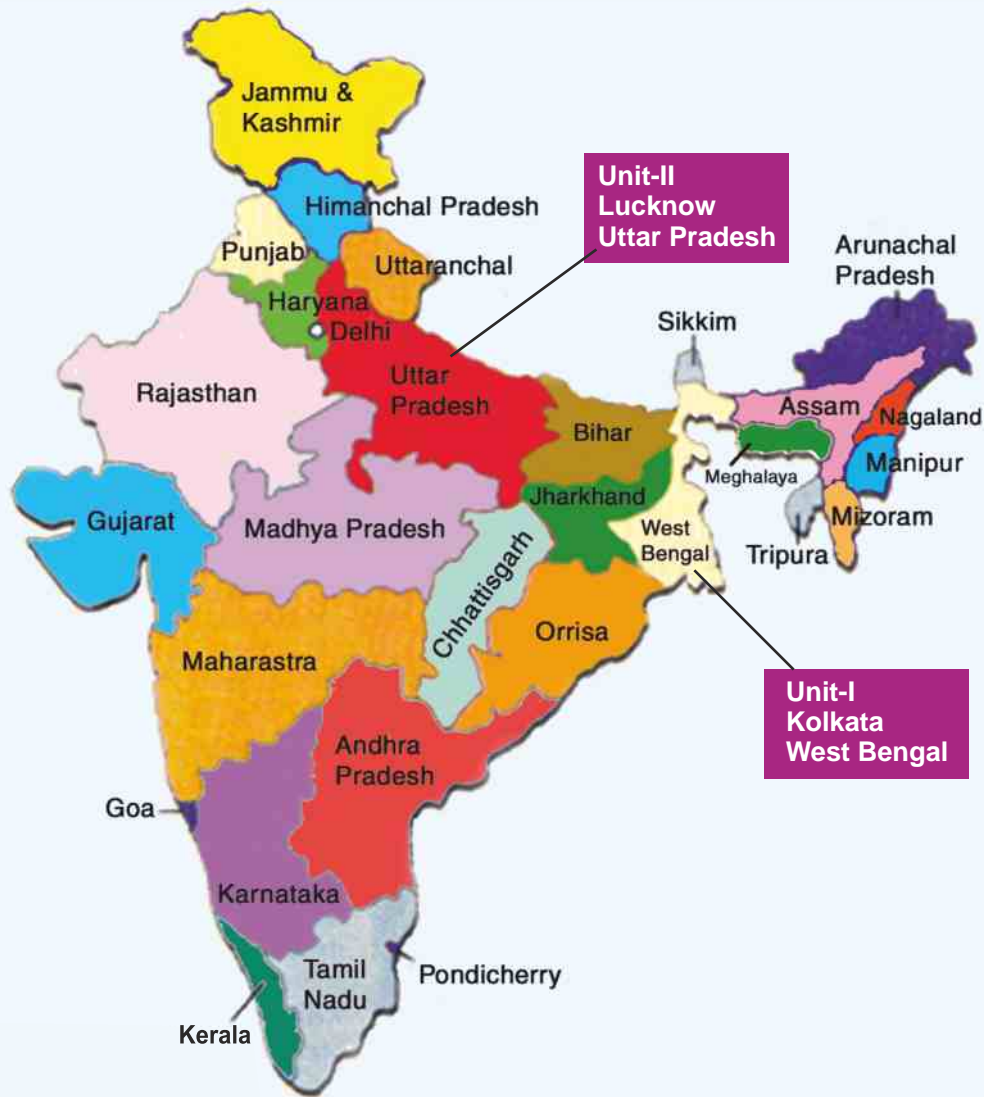 Jammu &
Kashmir
Unit-II
Lucknow
Uttar Pradesh
Himanchal Pradesh
Punjab
Uttaranchal
Arunachal
Pradesh
Haryana
Delhi
Sikkim
Rajasthan
Uttar
Pradesh
Assam
Nagaland
Bihar
Meghalaya
Manipur
Jharkhand
Gujarat
Madhya Pradesh
West
Bengal
Mizoram
Tripura
Chhattisgarh
Orrisa
Maharastra
Unit-I
Kolkata
West Bengal
Andhra
Pradesh
Goa
Karnataka
Tamil
Nadu
Pondicherry
Kerala